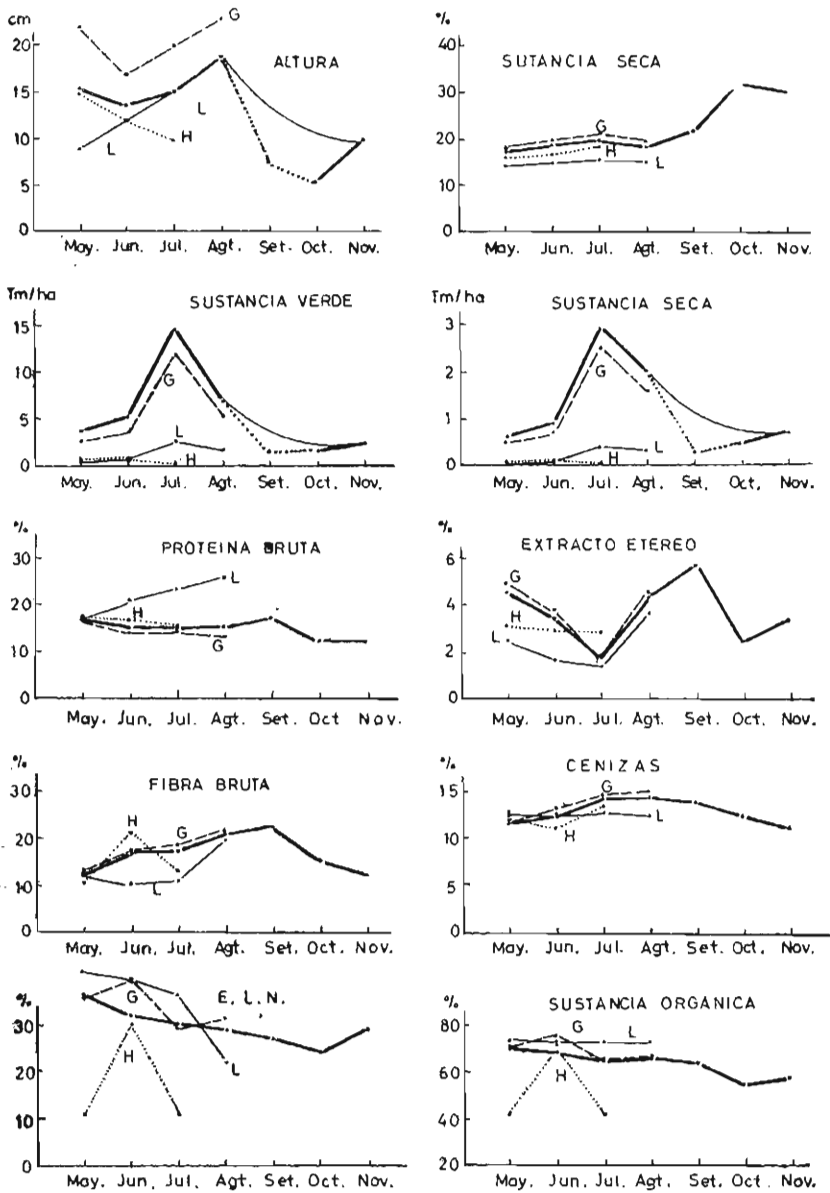 cm
ALTURA
20
15
10
5
0
G
L
H
L
May. Jun. Jul. Agt. Set. Oct. Nov.
%
SUTANCIA SECA
40
30
20
10
0
G
H
L
May. Jun. Jul. Agt. Set. Oct. Nov.
Tm/ha
SUSTANCIA VERDE
15
10
5
0
G
L
H
May. Jun. Jul. Agt. Set. Oct. Nov.
Tm/ha
SUSTANCIA SECA
3
2
1
0
G
L
H
May. Jun. Jul. Agt. Set. Oct. Nov.
%
PROTEINA BRUTA
30
20
10
0
L
H
G
May. Jun. Jul. Agt. Set. Oct Nov.
%
EXTRACTO ETEREO
6
4
2
0
G
H
L
May. Jun. Jul. Agt. Set. Oct. Nov.
%
FIBRA BRUTA
30
20
10
0
H
G
L
May. Jun. Jul. Agt. Set. Oct. Nov.
%
CENIZAS
15
10
5
0
G
L
H
May. Jun. Jul. Agt. Set. Oct. Nov.
%
E. L. N.
30
20
10
0
G
H
L
May. Jun. Jul. Agt. Set. Oct. Nov.
%
SUSTANCIA ORGANICA
80
60
40
20
G
L
H
May. Jun. Jul. Agt. Set. Oct. Nov.